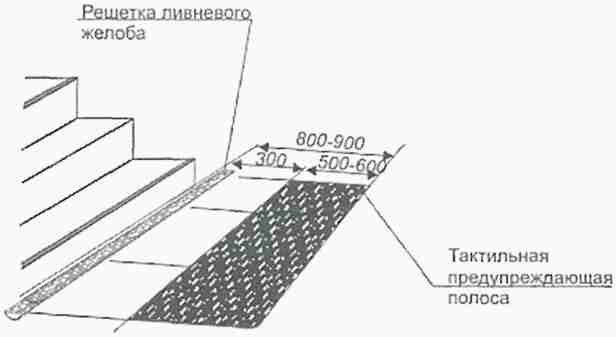 Решетка ливневого
желоба
800-900
300
500-600
Тактильная
предупреждающая
полоса